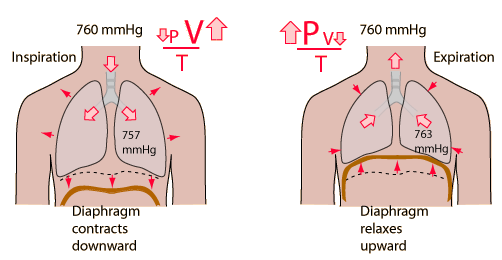 760 mmHg
P V
T
Inspiration
757
mmHg
Diaphragm
contracts
downward
P V
T
760 mmHg
Expiration
763
mmHg
Diaphragm
relaxes
upward